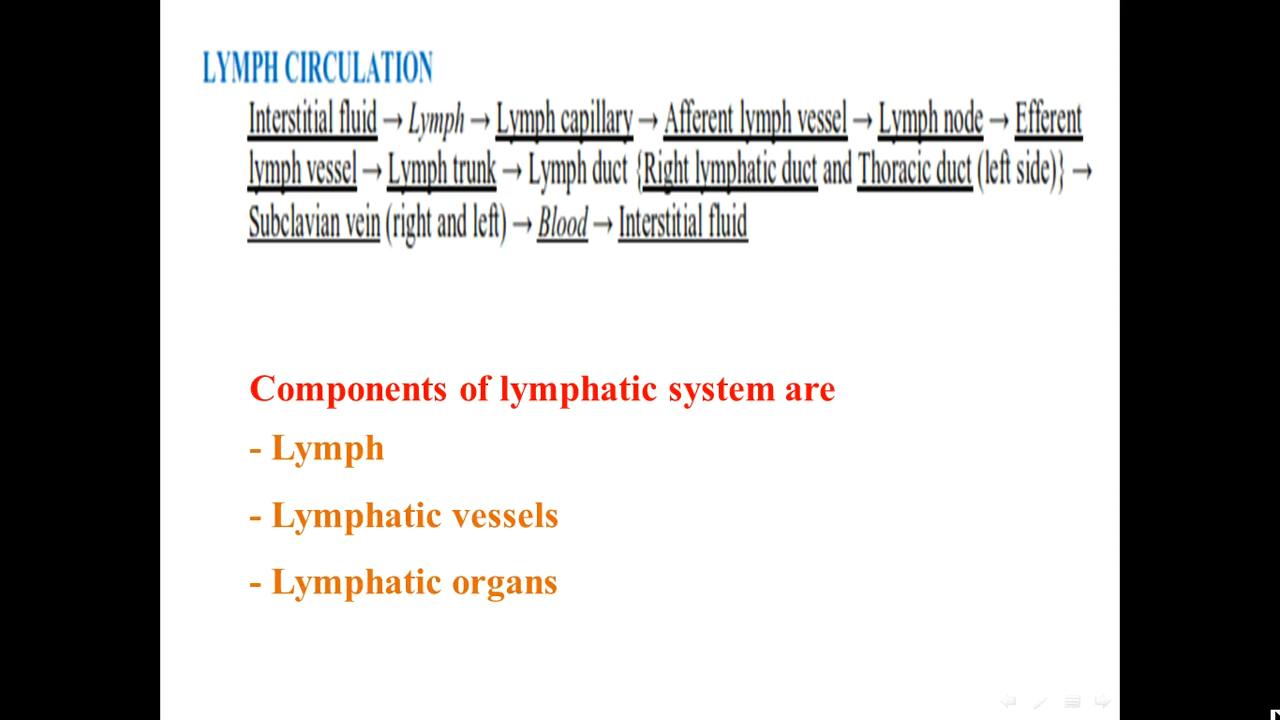 LYMPH CIRCULATION
Interstitial fluid → Lymph → Lymph capillary → Afferent lymph vessel → Lymph node → Efferent
lymph vessel → Lymph trunk → Lymph duct {Right lymphatic duct and Thoracic duct (left side)} →
Subclavian vein (right and left) → Blood → Interstitial fluid
Components of lymphatic system are
- Lymph
- Lymphatic vessels
- Lymphatic organs